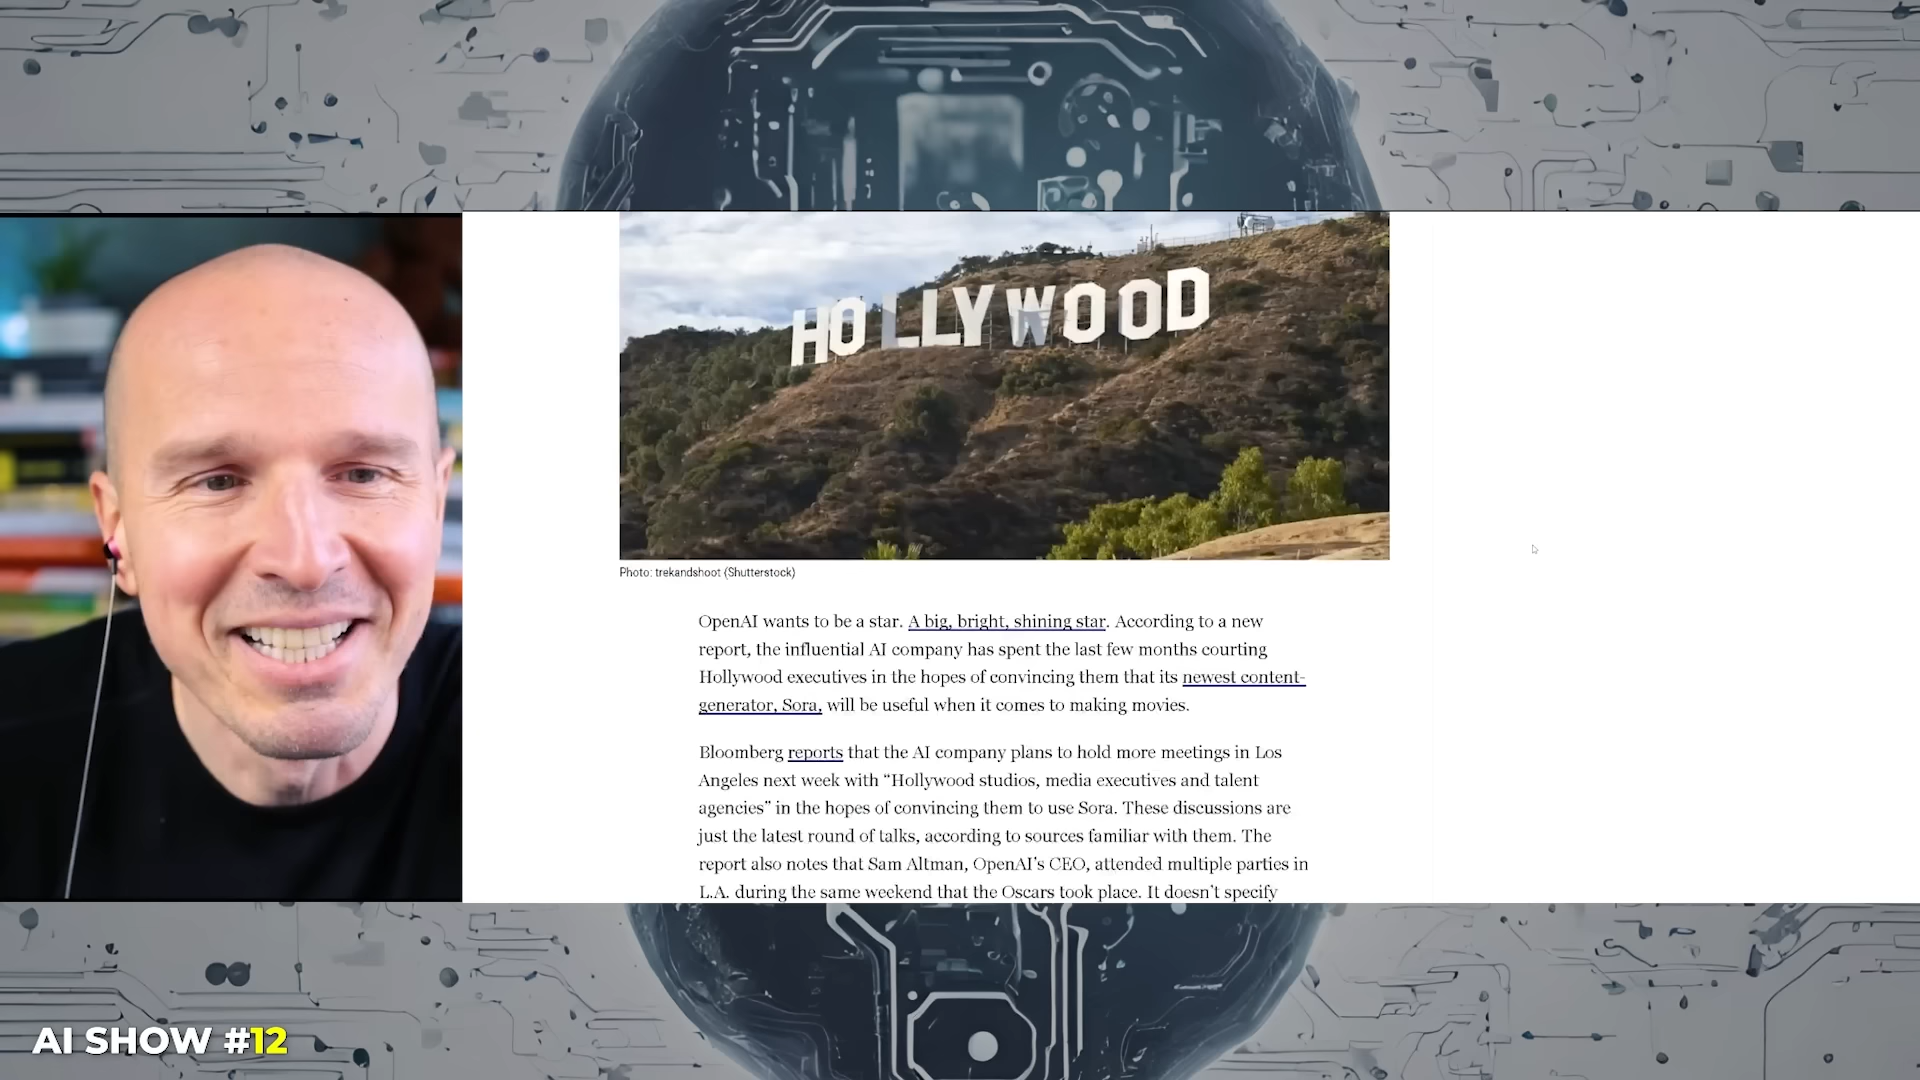 HOLLYWOOD
Photo: trekandshoot (Shutterstock)
OpenAI wants to be a star. A big, bright, shining star. According to a new
report, the influential AI company has spent the last few months courting
Hollywood executives in the hopes of convincing them that its newest content-
generator, Sora, will be useful when it comes to making movies.
Bloomberg reports that the AI company plans to hold more meetings in Los
Angeles next week with “Hollywood studios, media executives and talent
agencies” in the hopes of convincing them to use Sora. These discussions are
just the latest round of talks, according to sources familiar with them. The
report also notes that Sam Altman, OpenAI’s CEO, attended multiple parties in
L.A. during the same weekend that the Oscars took place. It doesn’t specify
AI SHOW #12